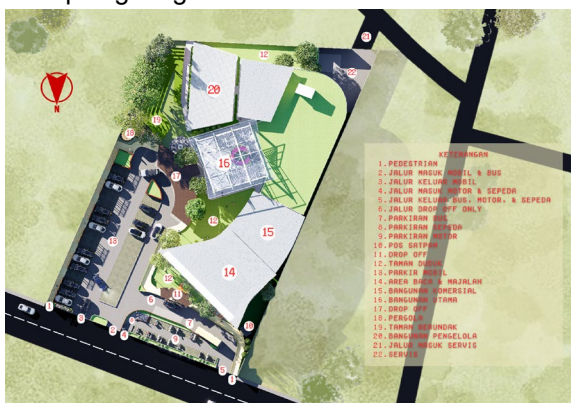 12
21
22
20
N
19
18
16
17
12
15
13
14
12
11
6
1
3
7
10
2
4
9
5
1
KETERANGAN
1.PEDESTRIAN
2.JALUR MASUK MOBIL & BUS
3.JALUR KELUAR MOBIL
4.JALUR MASUK MOTOR & SEPEDA
5.JALUR KELUAR BUS, MOTOR, & SEPEDA
6.JALUR DROP OFF ONLY
7.PARKIRAN BUS
8.PARKIRAN SEPEDA
9.PARKIRAN MOTOR
10.POS SATPAM
11.DROP OFF
12.TAMAN DUDUK
13.PARKIR MOBIL
14.AREA BACA & MAJALAH
15.BANGUNAN KOMERSIAL
16.BANGUNAN UTAMA
17.DROP OFF
18.PERGOLA
19.TAMAN BERUNDAK
20.BANGUNAN PENGELOLA
21.JALUR MASUK SERVIS
22.SERVIS